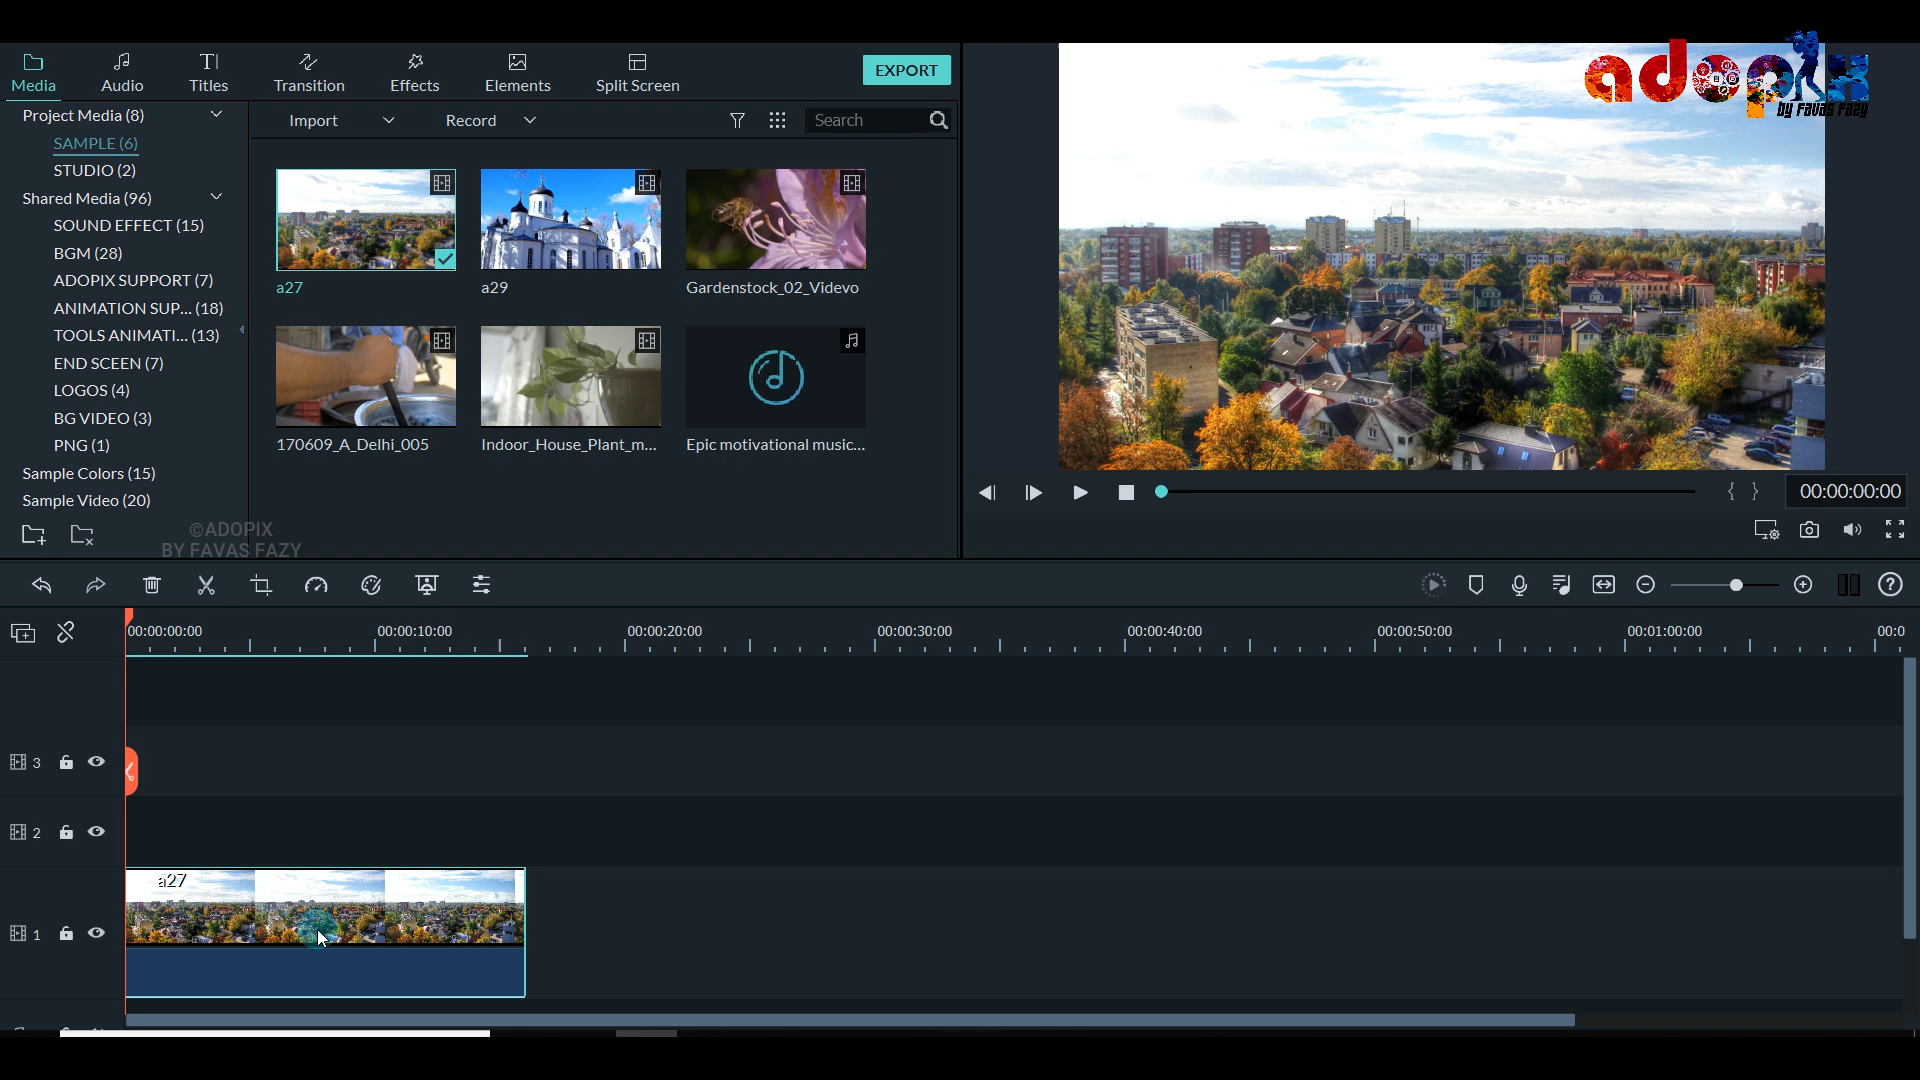 Media
Audio
Titles
Transition
Effects
Elements
Split Screen
EXPORT
adopix
by FAVAS FAZY
Project Media (8)
SAMPLE (6)
STUDIO (2)
Shared Media (96)
SOUND EFFECT (15)
BGM (28)
ADOPIX SUPPORT (7)
ANIMATION SUP... (18)
TOOLS ANIMATI... (13)
END SCEEN (7)
LOGOS (4)
BG VIDEO (3)
PNG (1)
Sample Colors (15)
Sample Video (20)
©ADOPIX
BY FAVAS FAZY
Import
Record
Search
a27
a29
Gardenstock_02_Videvo
170609_A_Delhi_005
Indoor_House_Plant_m...
Epic motivational music...
00:00:00:00
00:00:00:00
00:00:10:00
00:00:20:00
00:00:30:00
00:00:40:00
00:00:50:00
00:01:00:00
00:0
3
2
a27
1